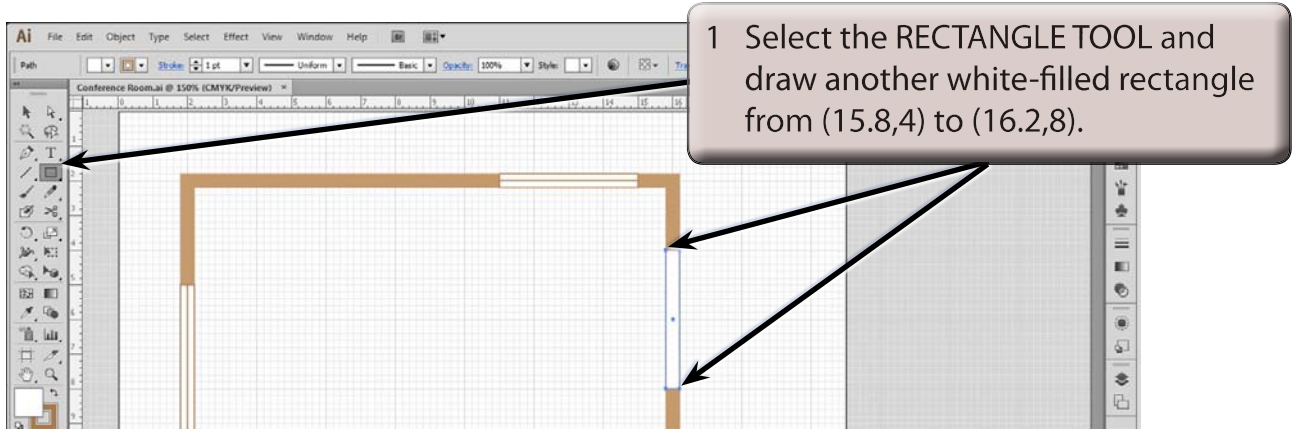 1 Select the RECTANGLE TOOL and
draw another white-filled rectangle
from (15.8,4) to (16.2,8).
Ai File Edit Object Type Select Effect View Window Help Br
Path Stroke: 1 pt Uniform Basic Opacity: 100% Style:
Conference Room.ai @ 150% (CMYK/Preview) ×